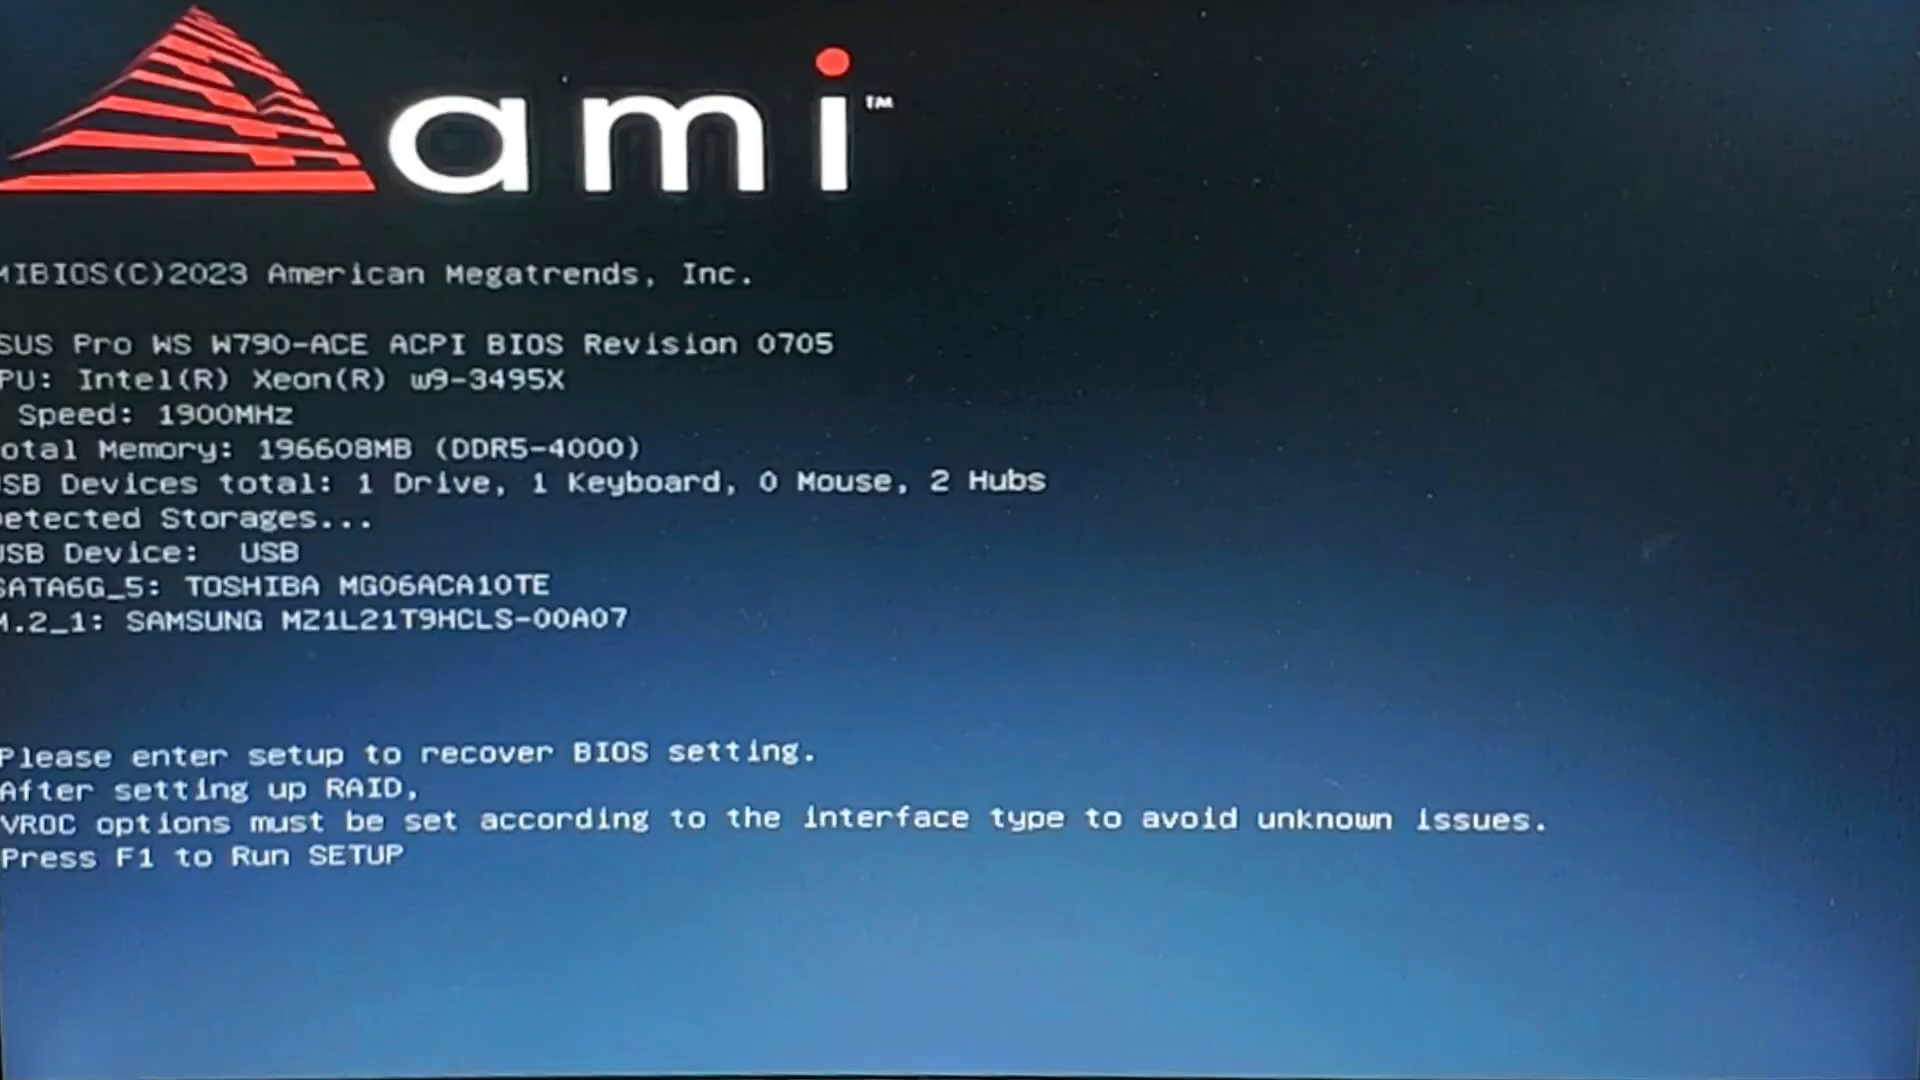 ami™
MIBIOS(C)2023 American Megatrends, Inc.
SUS Pro WS W790-ACE ACPI BIOS Revision 0705
PU: Intel(R) Xeon(R) w9-3495X
Speed: 1900MHz
otal Memory: 196608MB (DDR5-4000)
SB Devices total: 1 Drive, 1 Keyboard, 0 Mouse, 2 Hubs
etected Storages...
USB Device: USB
SATA6G_5: TOSHIBA MG06ACA10TE
M.2_1: SAMSUNG MZ1L21T9HCLS-00A07
Please enter setup to recover BIOS setting.
After setting up RAID,
VROC options must be set according to the interface type to avoid unknown issues.
Press F1 to Run SETUP